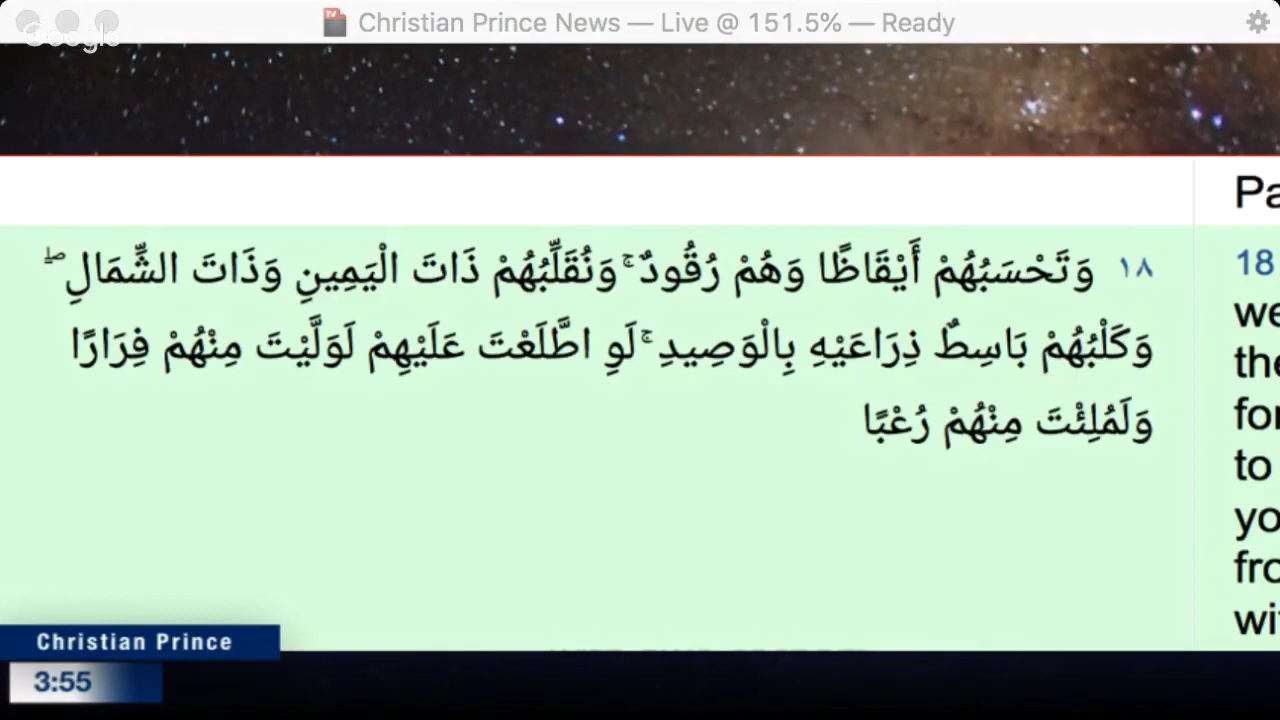 Christian Prince News — Live @ 151.5% — Ready
Google
Pa
١٨ وَتَحْسَبُهُمْ أَيْقَاظًا وَهُمْ رُقُودٌ ۚ وَنُقَلِّبُهُمْ ذَاتَ الْيَمِينِ وَذَاتَ الشِّمَالِ ۖ
وَكَلْبُهُمْ بَاسِطٌ ذِرَاعَيْهِ بِالْوَصِيدِ ۚ لَوِ اطَّلَعْتَ عَلَيْهِمْ لَوَلَّيْتَ مِنْهُمْ فِرَارًا
وَلَمُلِئْتَ مِنْهُمْ رُعْبًا
18
we
the
for
to
yo
fro
wi
Christian Prince
3:55